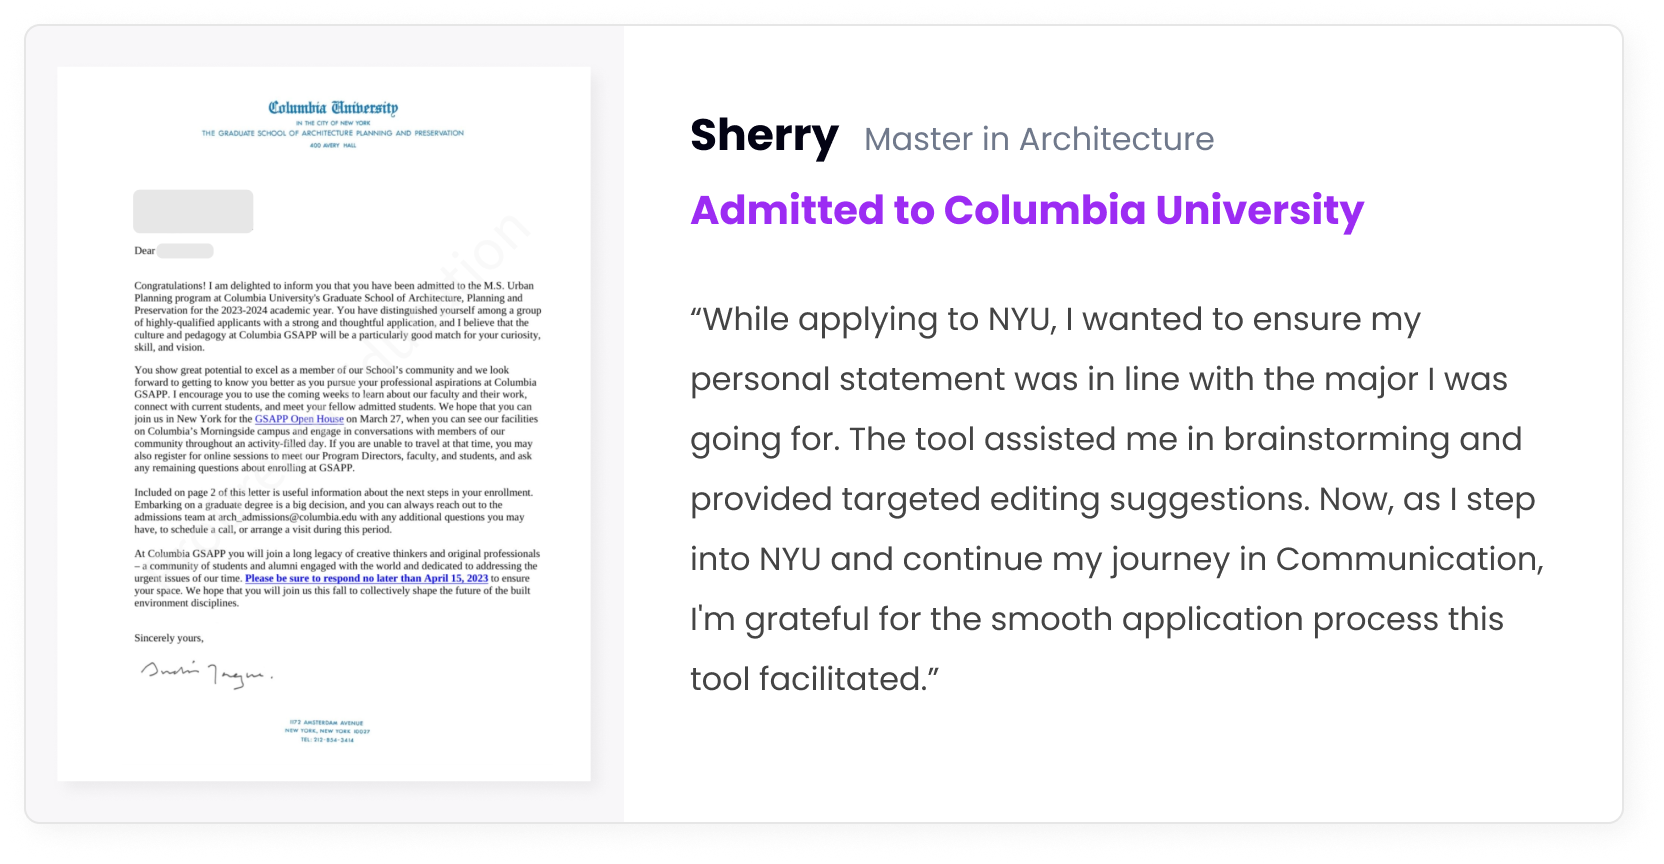 Columbia University
IN THE CITY OF NEW YORK
THE GRADUATE SCHOOL OF ARCHITECTURE PLANNING AND PRESERVATION
400 AVERY HALL
Dear
Congratulations! I am delighted to inform you that you have been admitted to the M.S. Urban
Planning program at Columbia University's Graduate School of Architecture, Planning and
Preservation for the 2023-2024 academic year. You have distinguished yourself among a group
of highly-qualified applicants with a strong and thoughtful application, and I believe that the
culture and pedagogy at Columbia GSAPP will be a particularly good match for your curiosity,
skill, and vision.
You show great potential to excel as a member of our School's community and we look
forward to getting to know you better as you pursue your professional aspirations at Columbia
GSAPP. I encourage you to use the coming weeks to learn about our faculty and their work,
connect with current students, and meet your fellow admitted students. We hope that you can
join us in New York for the GSAPP Open House on March 27, when you can see our facilities
on Columbia's Morningside campus and engage in conversations with members of our
community throughout an activity-filled day. If you are unable to travel at that time, you may
also register for online sessions to meet our Program Directors, faculty, and students, and ask
any remaining questions about enrolling at GSAPP.
Included on page 2 of this letter is useful information about the next steps in your enrollment.
Embarking on a graduate degree is a big decision, and you can always reach out to the
admissions team at arch_admissions@columbia.edu with any additional questions you may
have, to schedule a call, or arrange a visit during this period.
At Columbia GSAPP you will join a long legacy of creative thinkers and original professionals
– a community of students and alumni engaged with the world and dedicated to addressing the
urgent issues of our time. Please be sure to respond no later than April 15, 2023 to ensure
your space. We hope that you will join us this fall to collectively shape the future of the built
environment disciplines.
Sincerely yours,
1172 AMSTERDAM AVENUE
NEW YORK, NEW YORK 10027
TEL: 212-854-3414
Sherry Master in Architecture
Admitted to Columbia University
“While applying to NYU, I wanted to ensure my
personal statement was in line with the major I was
going for. The tool assisted me in brainstorming and
provided targeted editing suggestions. Now, as I step
into NYU and continue my journey in Communication,
I'm grateful for the smooth application process this
tool facilitated.”